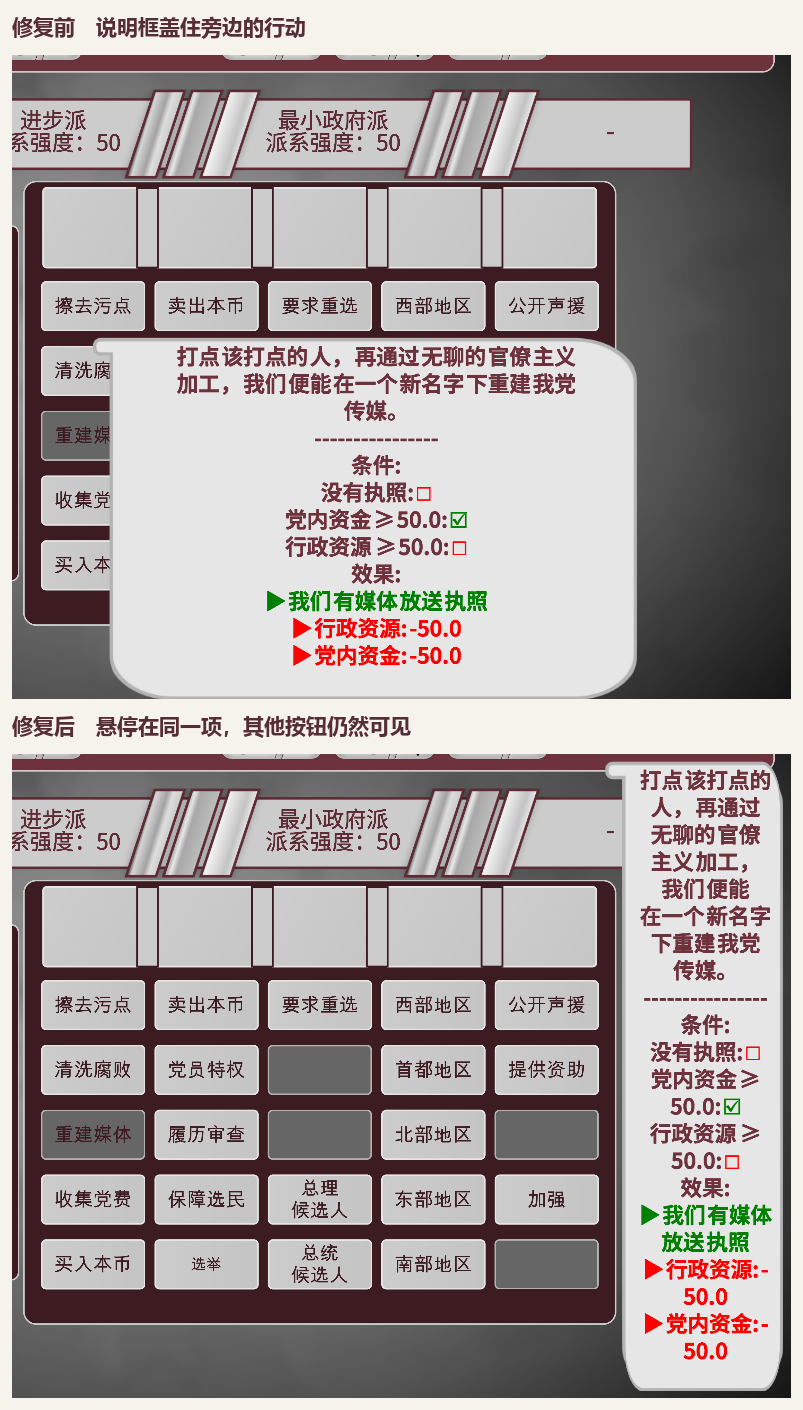 修复前 说明框盖住旁边的行动
进步派
系强度：50
最小政府派
派系强度：50
-
擦去污点 卖出本币 要求重选 西部地区 公开声援
清洗腐
重建媒
收集党
买入本
打点该打点的人，再通过无聊的官僚主义
加工，我们便能在一个新名字下重建我党
传媒。
----------------
条件:
没有执照:☐
党内资金≥50.0:☑
行政资源≥50.0:☐
效果:
▶我们有媒体放送执照
▶行政资源:-50.0
▶党内资金:-50.0
修复后 悬停在同一项，其他按钮仍然可见
进步派
系强度：50
最小政府派
派系强度：50
-
擦去污点 卖出本币 要求重选 西部地区 公开声援
清洗腐败 党员特权 首都地区 提供资助
重建媒体 履历审查 北部地区
收集党费 保障选民 总理
候选人 东部地区 加强
买入本币 选举 总统
候选人 南部地区
打点该打点的
人，再通过
无聊的官僚
主义加工，
我们便能
在一个新名字
下重建我党
传媒。
----------------
条件:
没有执照:☐
党内资金≥
50.0:☑
行政资源≥
50.0:☐
效果:
▶我们有媒体
放送执照
▶行政资源:-
50.0
▶党内资金:-
50.0